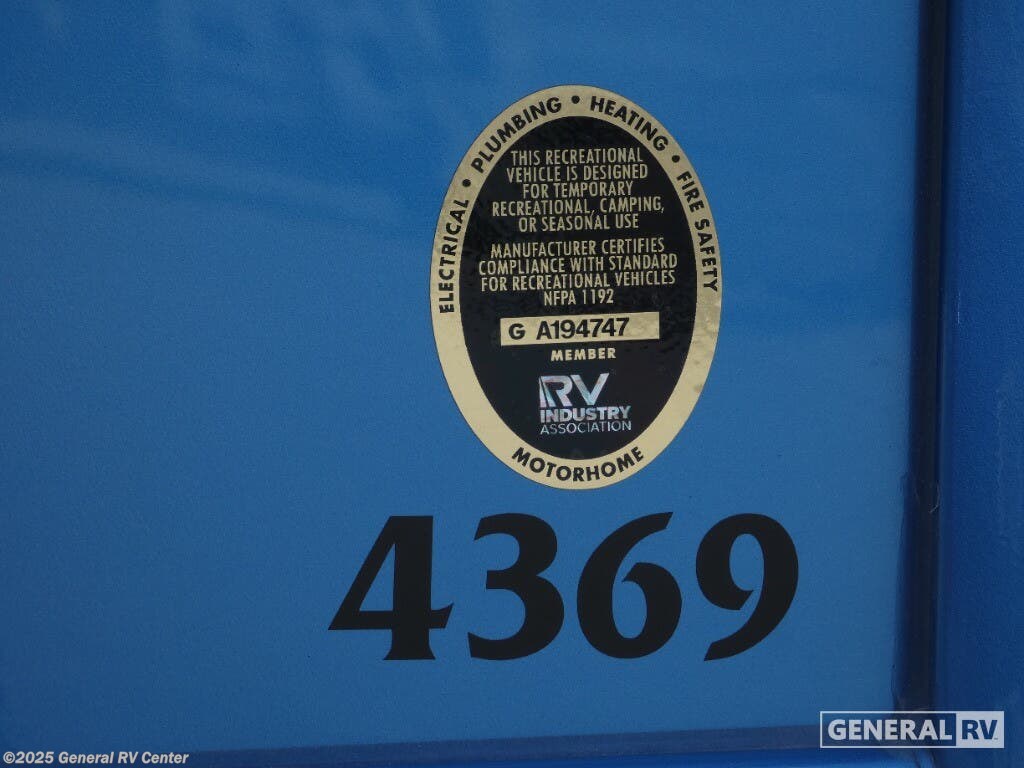 ELECTRICAL • PLUMBING • HEATING • FIRE SAFETY
THIS RECREATIONAL
VEHICLE IS DESIGNED
FOR TEMPORARY
RECREATIONAL, CAMPING,
OR SEASONAL USE
MANUFACTURER CERTIFIES
COMPLIANCE WITH STANDARD
FOR RECREATIONAL VEHICLES
NFPA 1192
G A194747
MEMBER
RV
INDUSTRY
ASSOCIATION
MOTORHOME
4369
GENERAL RV
©2025 General RV Center